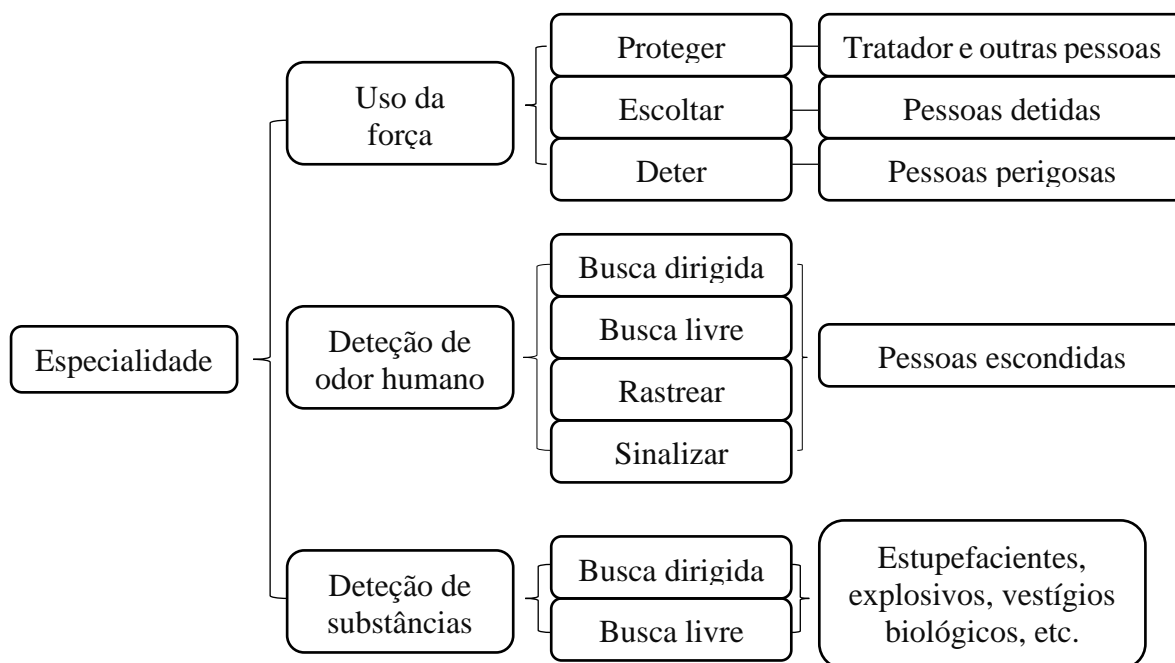 Especialidade
Uso da
força
Proteger
Tratador e outras pessoas
Escoltar
Pessoas detidas
Deter
Pessoas perigosas
Deteção de
odor humano
Busca dirigida
Busca livre
Rastrear
Sinalizar
Pessoas escondidas
Deteção de
substâncias
Busca dirigida
Busca livre
Estupefacientes,
explosivos, vestígios
biológicos, etc.